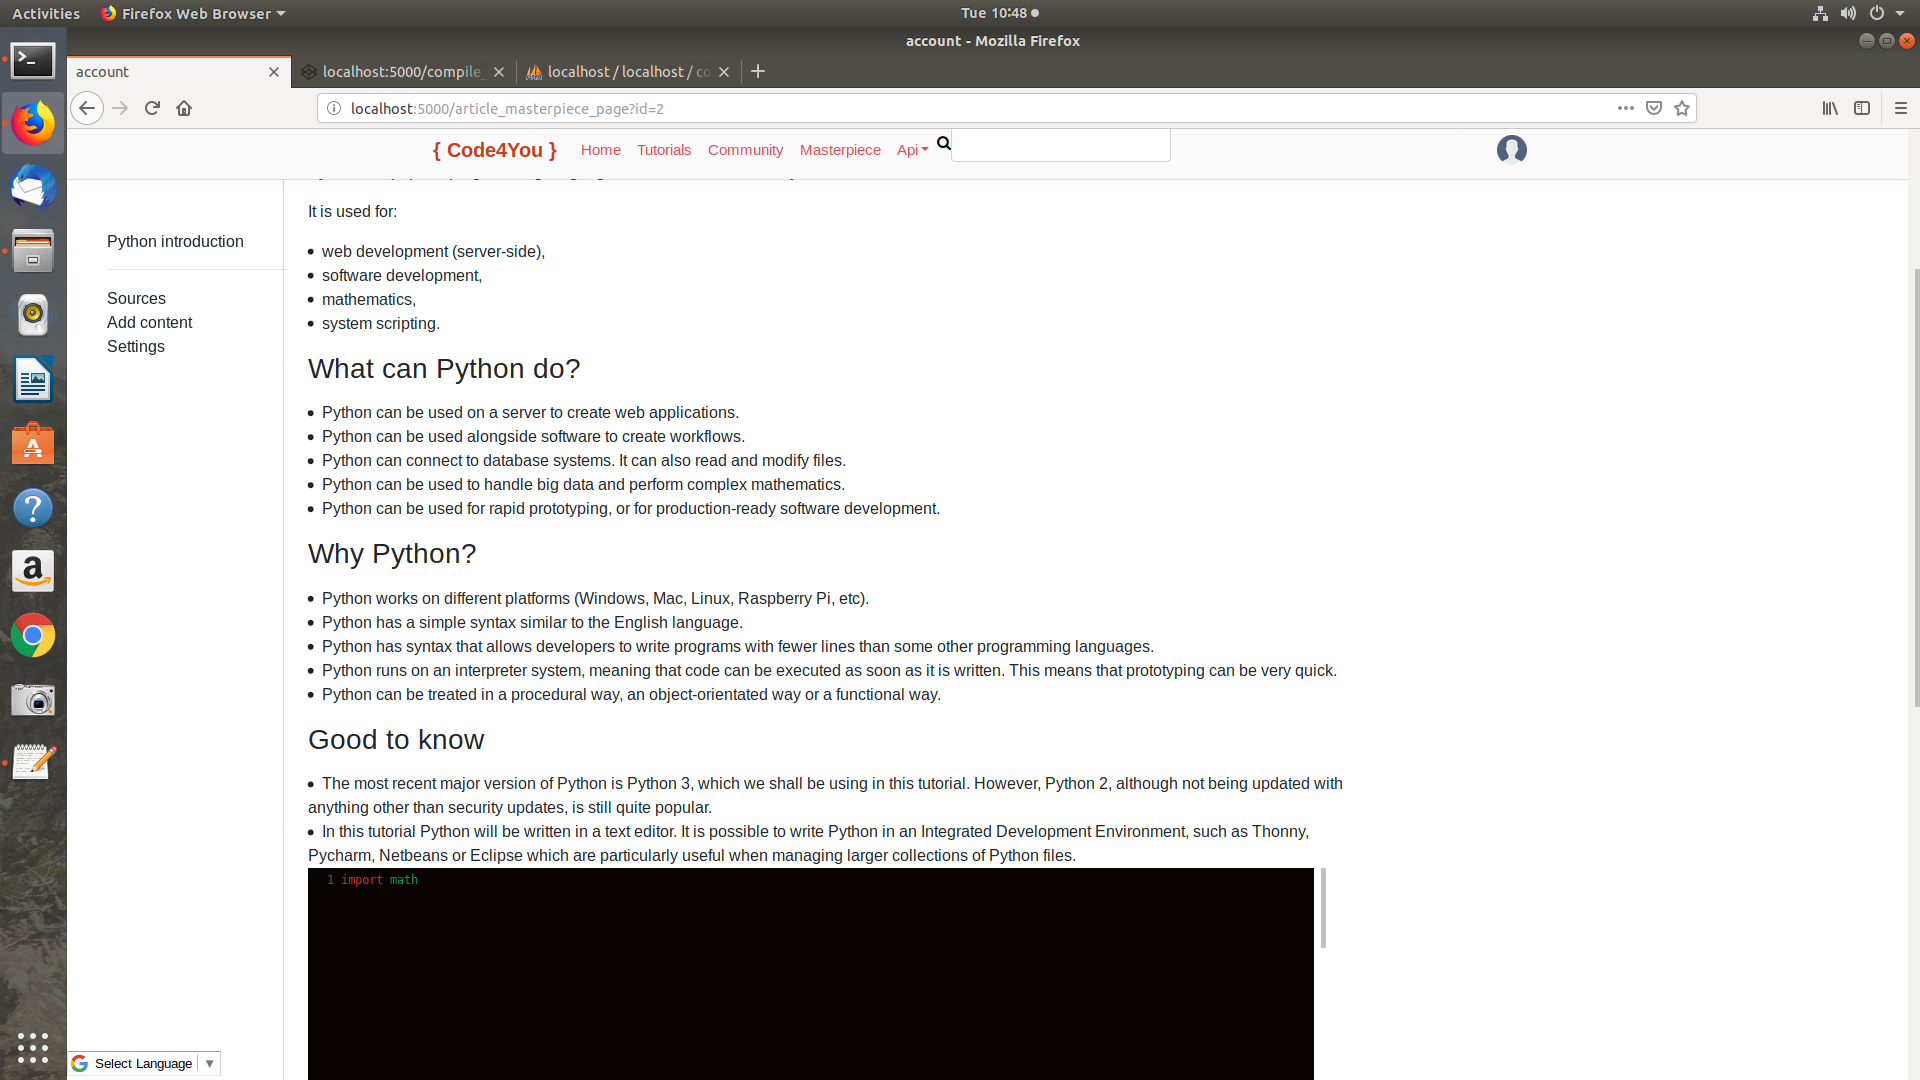 Activities Firefox Web Browser Tue 10:48
account - Mozilla Firefox
account localhost:5000/compile_ localhost / localhost / co
localhost:5000/article_masterpiece_page?id=2
{ Code4You } Home Tutorials Community Masterpiece Api
It is used for:
Python introduction
• web development (server-side),
• software development,
Sources
• mathematics,
Add content
• system scripting.
Settings
What can Python do?
• Python can be used on a server to create web applications.
• Python can be used alongside software to create workflows.
• Python can connect to database systems. It can also read and modify files.
• Python can be used to handle big data and perform complex mathematics.
• Python can be used for rapid prototyping, or for production-ready software development.
Why Python?
• Python works on different platforms (Windows, Mac, Linux, Raspberry Pi, etc).
• Python has a simple syntax similar to the English language.
• Python has syntax that allows developers to write programs with fewer lines than some other programming languages.
• Python runs on an interpreter system, meaning that code can be executed as soon as it is written. This means that prototyping can be very quick.
• Python can be treated in a procedural way, an object-orientated way or a functional way.
Good to know
• The most recent major version of Python is Python 3, which we shall be using in this tutorial. However, Python 2, although not being updated with
anything other than security updates, is still quite popular.
• In this tutorial Python will be written in a text editor. It is possible to write Python in an Integrated Development Environment, such as Thonny,
Pycharm, Netbeans or Eclipse which are particularly useful when managing larger collections of Python files.
1 import math
Select Language ▼